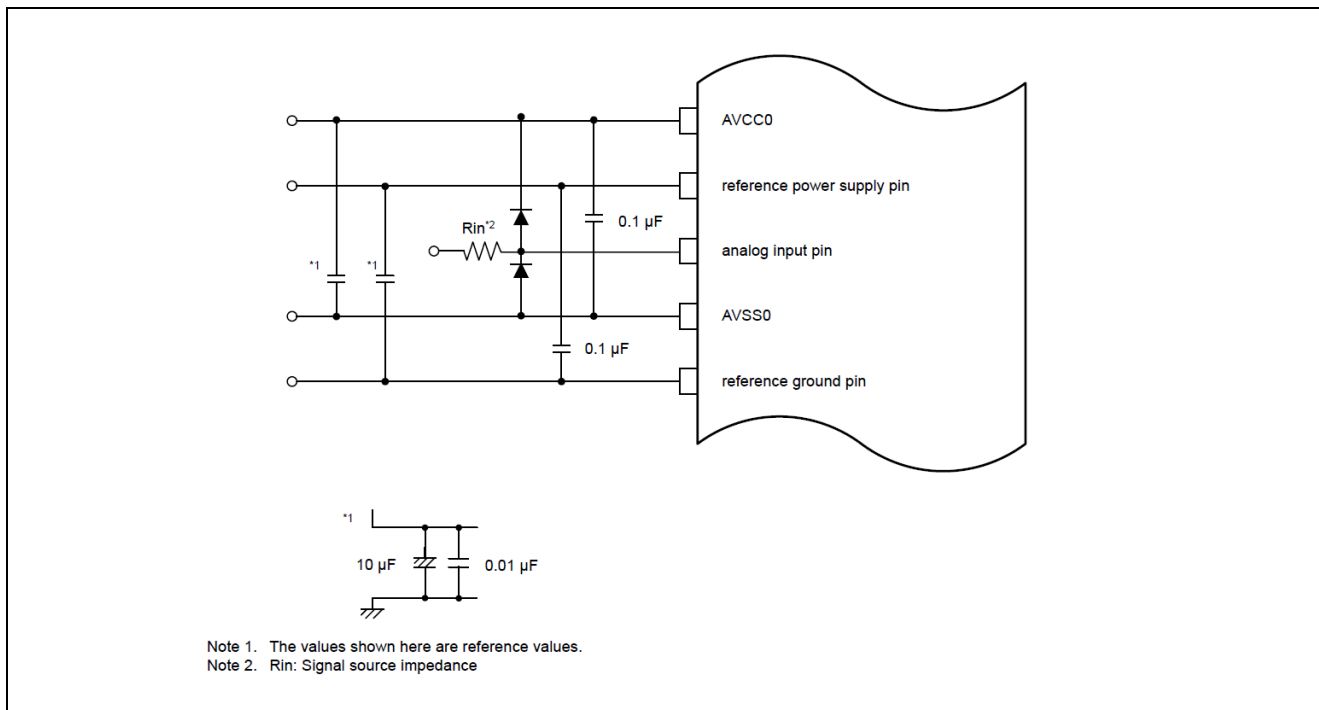 AVCC0
reference power supply pin
Rin*2
0.1 µF
analog input pin
*1
*1
AVSS0
0.1 µF
reference ground pin
*1
10 µF
0.01 µF
Note 1. The values shown here are reference values.
Note 2. Rin: Signal source impedance